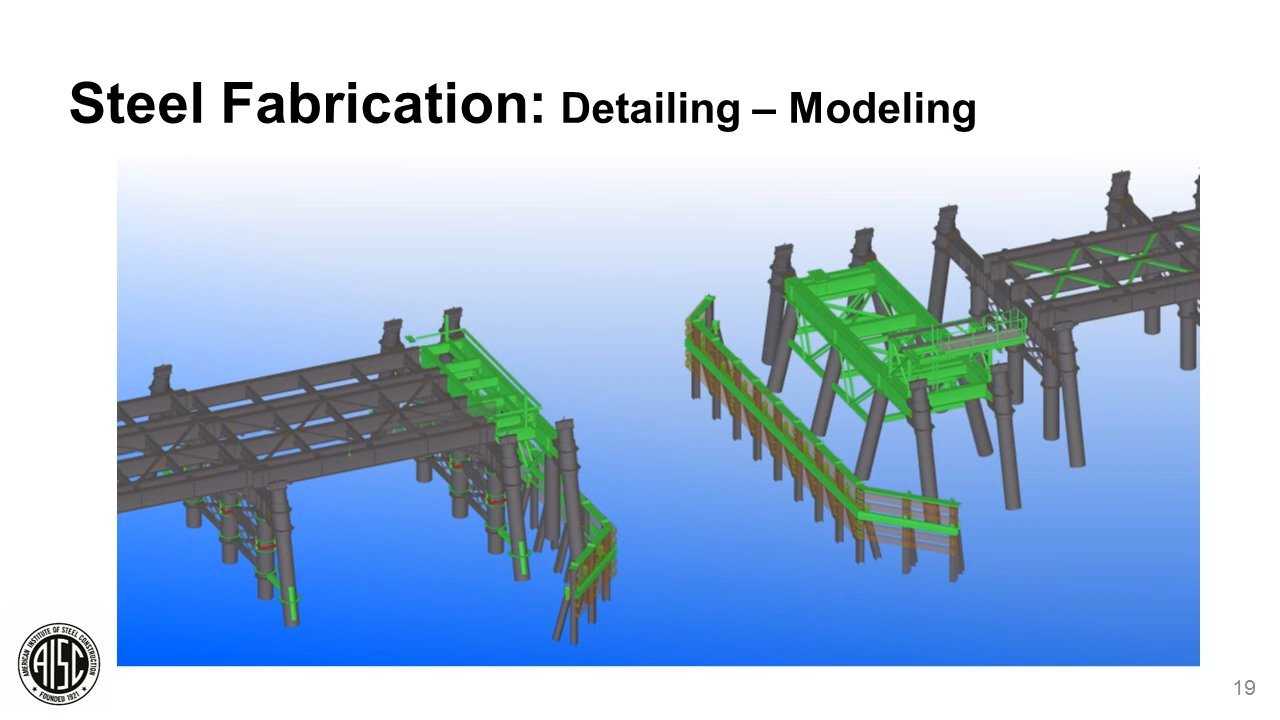 Steel Fabrication: Detailing – Modeling
AMERICAN INSTITUTE OF STEEL CONSTRUCTION
AISC
★ FOUNDED 1921 ★
19